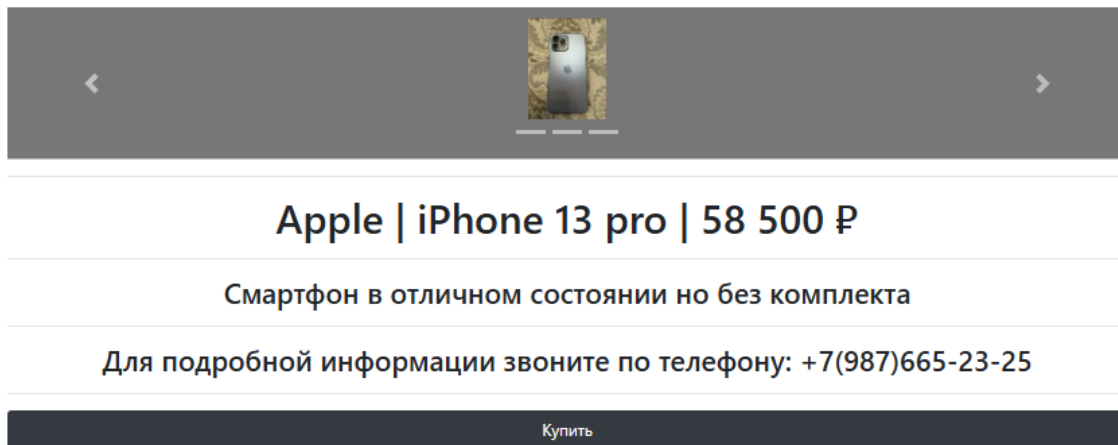 Apple | iPhone 13 pro | 58 500 ₽
Смартфон в отличном состоянии но без комплекта
Для подробной информации звоните по телефону: +7(987)665-23-25
Купить